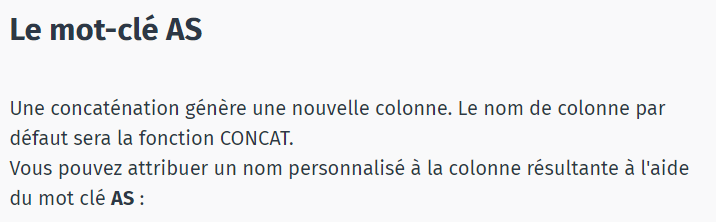 Le mot-clé AS
Une concaténation génère une nouvelle colonne. Le nom de colonne par
défaut sera la fonction CONCAT.
Vous pouvez attribuer un nom personnalisé à la colonne résultante à l'aide
du mot clé AS :